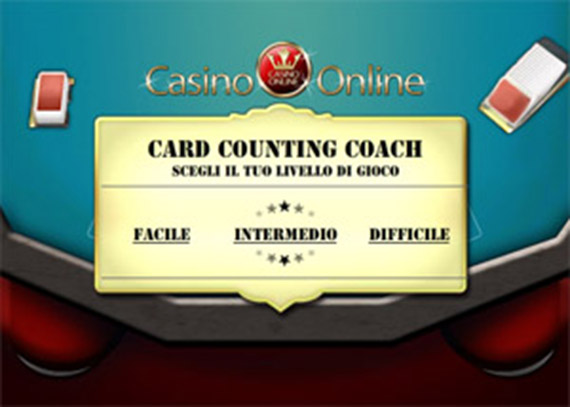 Casino Online
CASINO
ONLINE
CARD COUNTING COACH
SCEGLI IL TUO LIVELLO DI GIOCO
FACILE INTERMEDIO DIFFICILE